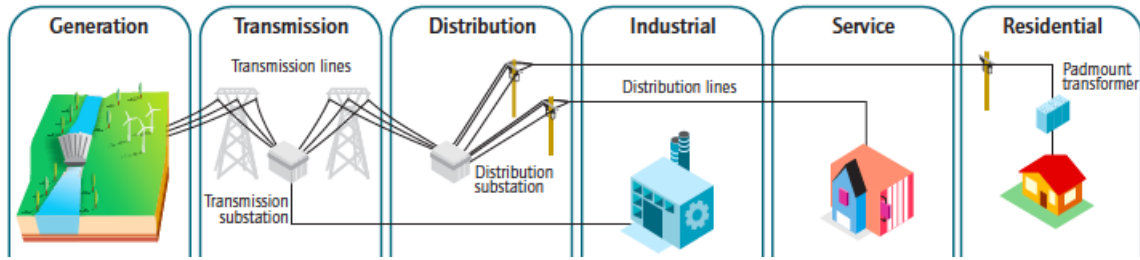 Generation
Transmission
Distribution
Industrial
Service
Residential
Transmission lines
Distribution lines
Padmount
transformer
Distribution
substation
Transmission
substation